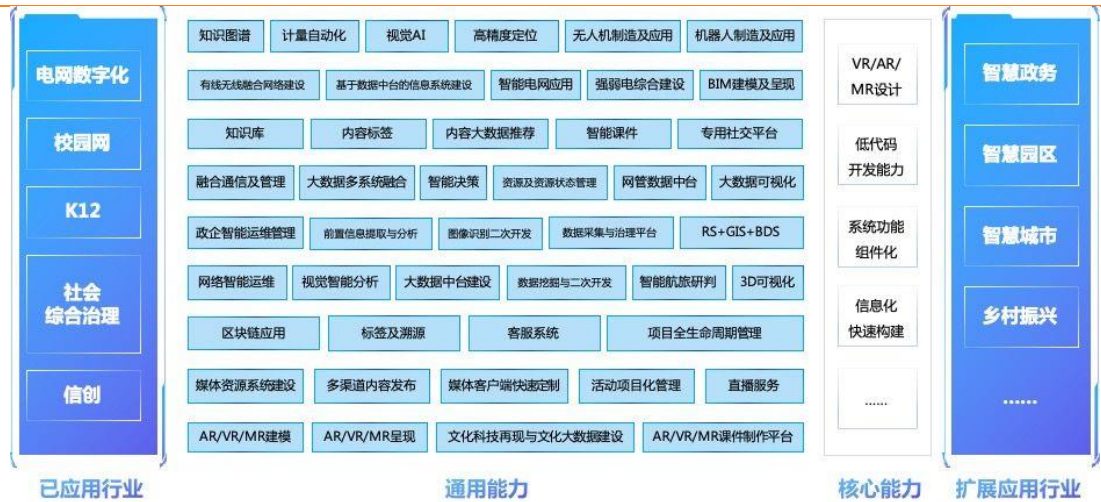 电网数字化
校园网
K12
社会
综合治理
信创
已应用行业
知识图谱 计量自动化 视觉AI 高精度定位 无人机制造及应用 机器人制造及应用
有线无线融合网络建设 基于数据中台的信息系统建设 智能电网应用 强弱电综合建设 BIM建模及呈现
知识库 内容标签 内容大数据推荐 智能课件 专用社交平台
融合通信及管理 大数据多系统融合 智能决策 资源及资源状态管理 网管数据中台 大数据可视化
政企智能运维管理 前置信息提取与分析 图像识别二次开发 数据采集与治理平台 RS+GIS+BDS
网络智能运维 视觉智能分析 大数据中台建设 数据挖掘与二次开发 智能航旅研判 3D可视化
区块链应用 标签及溯源 客服系统 项目全生命周期管理
媒体资源系统建设 多渠道内容发布 媒体客户端快速定制 活动项目化管理 直播服务
AR/VR/MR建模 AR/VR/MR呈现 文化科技再现与文化大数据建设 AR/VR/MR课件制作平台
通用能力
VR/AR/
MR设计
低代码
开发能力
系统功能
组件化
信息化
快速构建
......
核心能力
智慧政务
智慧园区
智慧城市
乡村振兴
......
扩展应用行业